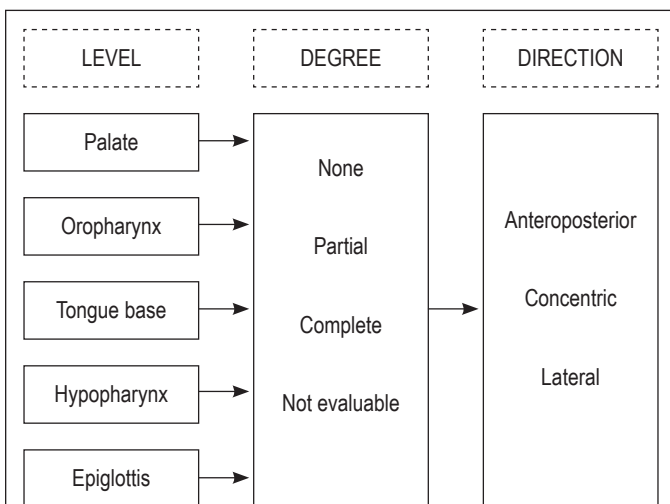 LEVEL
DEGREE
DIRECTION
Palate
Oropharynx
Tongue base
Hypopharynx
Epiglottis
None
Partial
Complete
Not evaluable
Anteroposterior
Concentric
Lateral